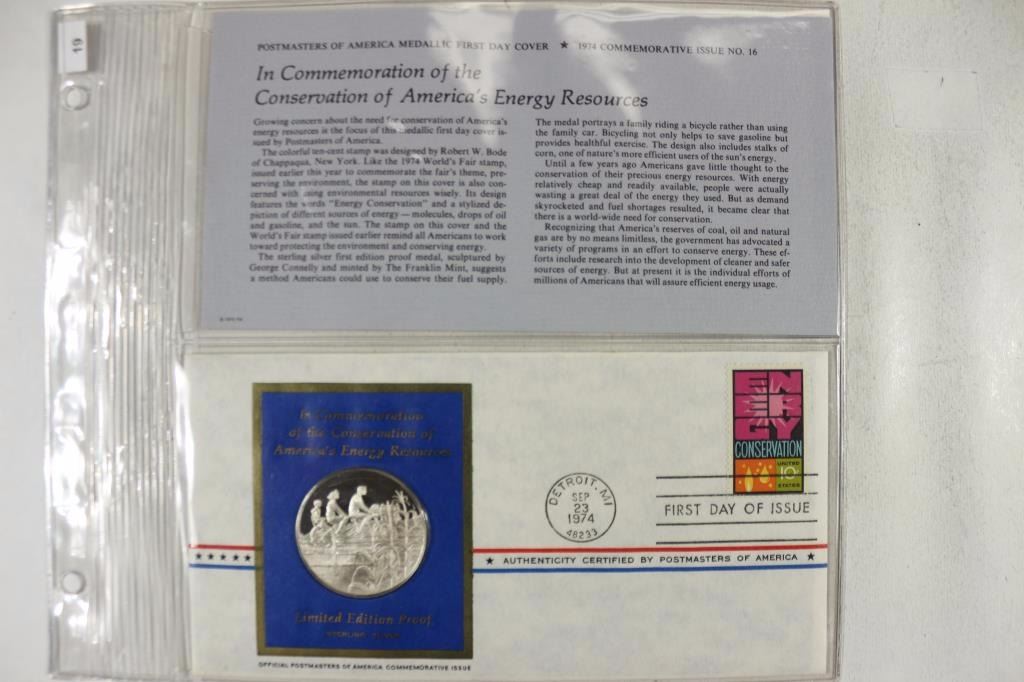 19
POSTMASTERS OF AMERICA MEDALLIC FIRST DAY COVER ★ 1974 COMMEMORATIVE ISSUE NO. 16
In Commemoration of the
Conservation of America's Energy Resources
Growing concern about the need for conservation of America's
energy resources is the focus of this medallic first day cover is-
sued by Postmasters of America.
The colorful ten-cent stamp was designed by Robert W. Bode
of Chappaqua, New York. Like the 1974 World's Fair stamp,
issued earlier this year to commemorate the fair's theme, pre-
serving the environment, the stamp on this cover is also con-
cerned with using environmental resources wisely. Its design
features the words "Energy Conservation" and a stylized de-
piction of different sources of energy — molecules, drops of oil
and gasoline, and the sun. The stamp on this cover and the
World's Fair stamp issued earlier remind all Americans to work
toward protecting the environment and conserving energy.
The sterling silver first edition proof medal, sculptured by
George Connelly and minted by The Franklin Mint, suggests
a method Americans could use to conserve their fuel supply.
The medal portrays a family riding a bicycle rather than using
the family car. Bicycling not only helps to save gasoline but
provides healthful exercise. The design also includes stalks of
corn, one of nature's more efficient users of the sun's energy.
Until a few years ago Americans gave little thought to the
conservation of their precious energy resources. With energy
relatively cheap and readily available, people were actually
wasting a great deal of the energy they used. But as demand
skyrocketed and fuel shortages resulted, it became clear that
there is a world-wide need for conservation.
Recognizing that America's reserves of coal, oil and natural
gas are by no means limitless, the government has advocated a
variety of programs in an effort to conserve energy. These ef-
forts include research into the development of cleaner and safer
sources of energy. But at present it is the individual efforts of
millions of Americans that will assure efficient energy usage.
In Commemoration
of the Conservation of
America's Energy Resources
Limited Edition Proof
STERLING SILVER
OFFICIAL POSTMASTERS OF AMERICA COMMEMORATIVE ISSUE
DETROIT, MI
SEP
23
1974
48233
EN
ER
GY
CONSERVATION
UNITED
10c
STATES
FIRST DAY OF ISSUE
★ AUTHENTICITY CERTIFIED BY POSTMASTERS OF AMERICA ★